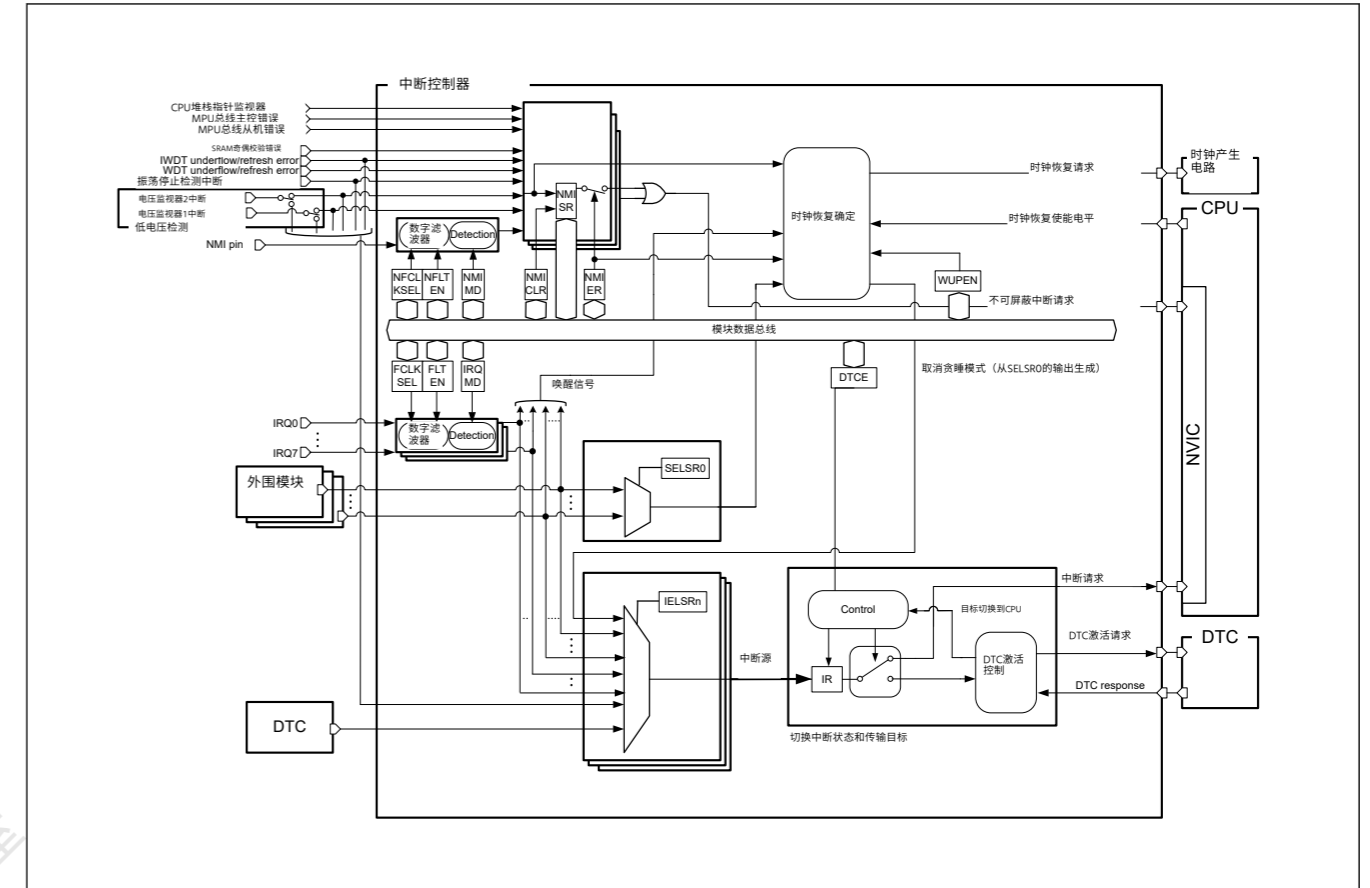 中断控制器
CPU堆栈指针监视器
MPU总线主控错误
MPU总线从机错误
SRAM奇偶校验错误
IWDT underflow/refresh error
WDT underflow/refresh error
振荡停止检测中断
电压监视器2中断
电压监视器1中断
低电压检测
NMI pin
数字滤
波器
Detection
NFCL
KSEL
NFLT
EN
NMI
MD
NMI
SR
NMI
CLR
NMI
ER
时钟恢复确定
时钟恢复请求
时钟产生
电路
时钟恢复使能电平
CPU
WUPEN
不可屏蔽中断请求
模块数据总线
FCLK
SEL
FLT
EN
IRQ
MD
唤醒信号
DTCE
取消贪睡模式（从SELSR0的输出生成）
NVIC
IRQ0
IRQ7
数字滤
波器
Detection
外围模块
SELSR0
IELSRn
中断源
中断请求
Control
目标切换到CPU
IR
DTC激活
控制
DTC激活请求
DTC response
DTC
DTC
切换中断状态和传输目标